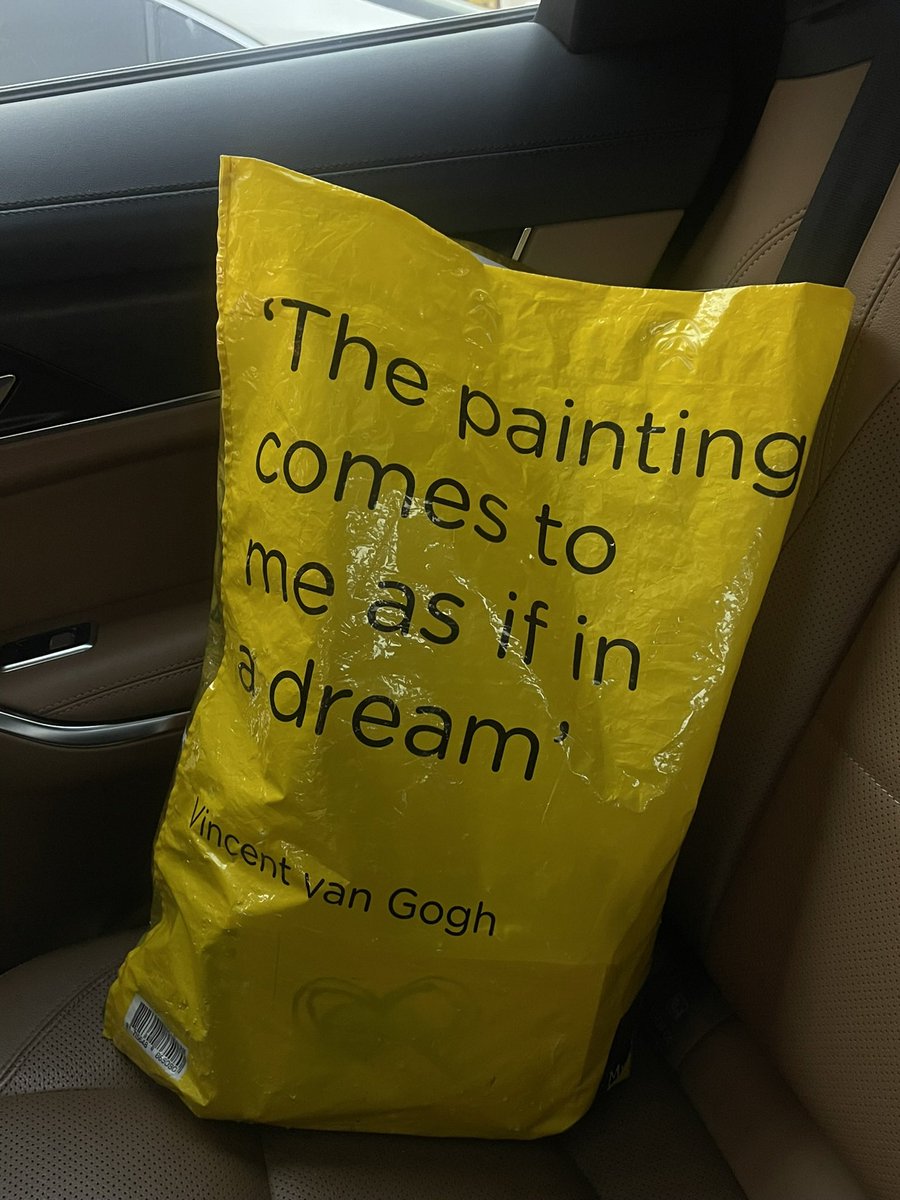 ‘The painting
comes to
me as if in
a dream’
Vincent van Gogh